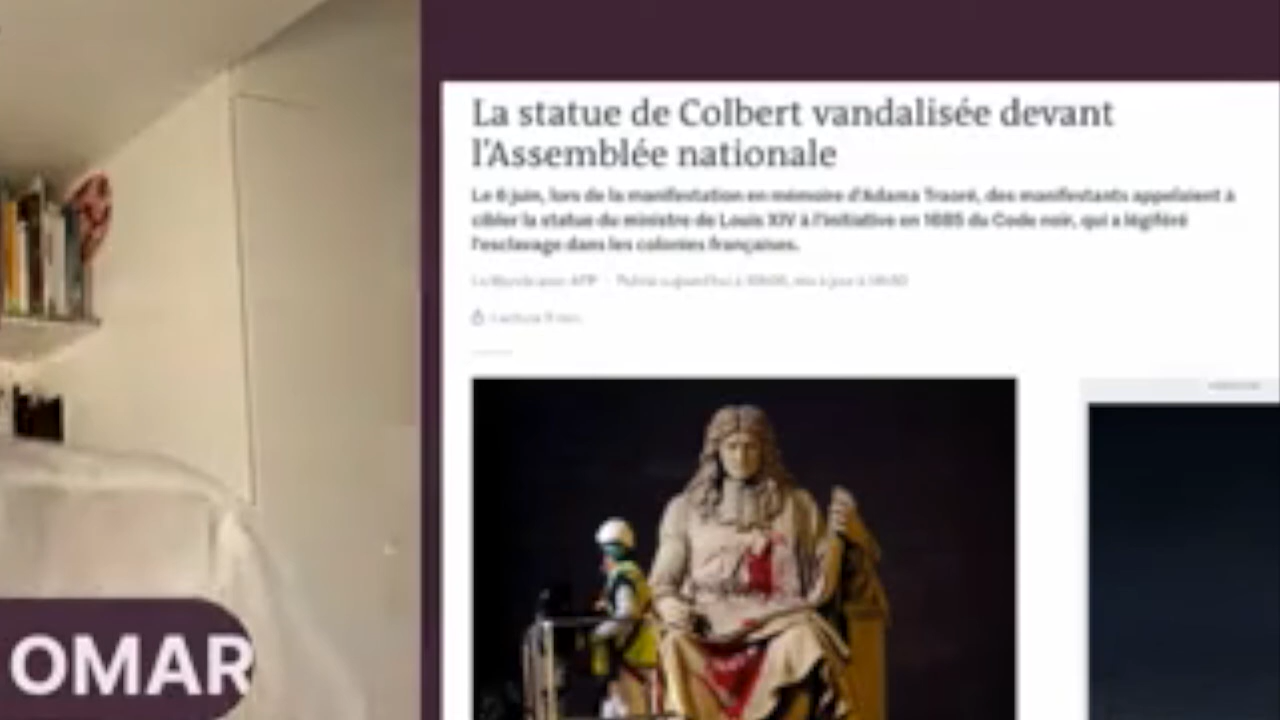 La statue de Colbert vandalisée devant
l'Assemblée nationale
Le 6 juin, lors de la manifestation en mémoire d'Adama Traoré, des manifestants appelaient à
cibler la statue du ministre de Louis XIV à l'initiative en 1685 du Code noir, qui a légiféré
l'esclavage dans les colonies françaises.
OMAR